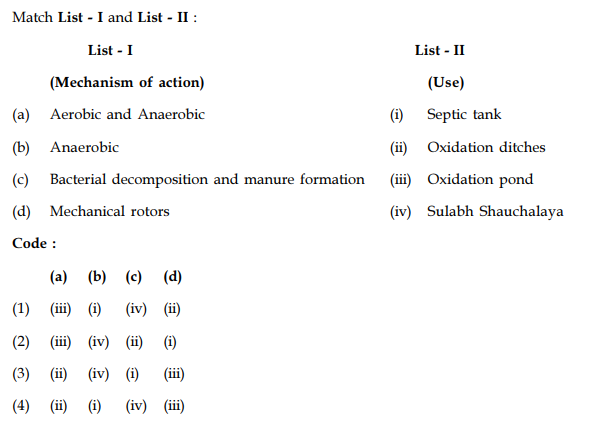 Match List - I and List - II :
List - I List - II
(Mechanism of action) (Use)
(a) Aerobic and Anaerobic (i) Septic tank
(b) Anaerobic (ii) Oxidation ditches
(c) Bacterial decomposition and manure formation (iii) Oxidation pond
(d) Mechanical rotors (iv) Sulabh Shauchalaya
Code :
(a) (b) (c) (d)
(1) (iii) (i) (iv) (ii)
(2) (iii) (iv) (ii) (i)
(3) (ii) (iv) (i) (iii)
(4) (ii) (i) (iv) (iii)